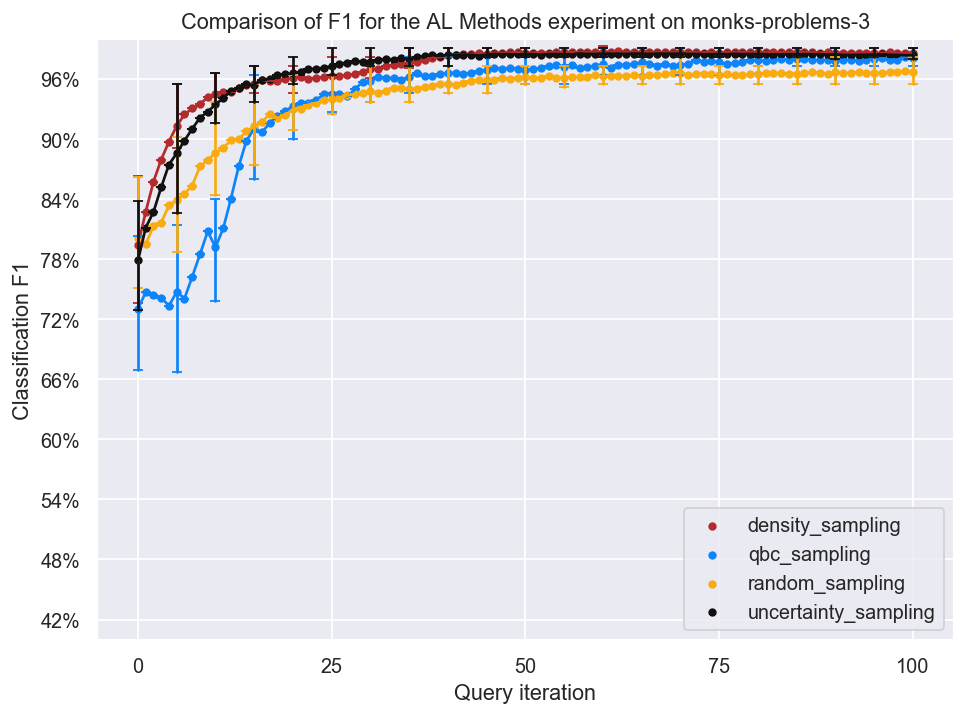 Comparison of F1 for the AL Methods experiment on monks-problems-3
Classification F1
96%
90%
84%
78%
72%
66%
60%
54%
48%
42%
0
25
50
75
100
Query iteration
density_sampling
qbc_sampling
random_sampling
uncertainty_sampling